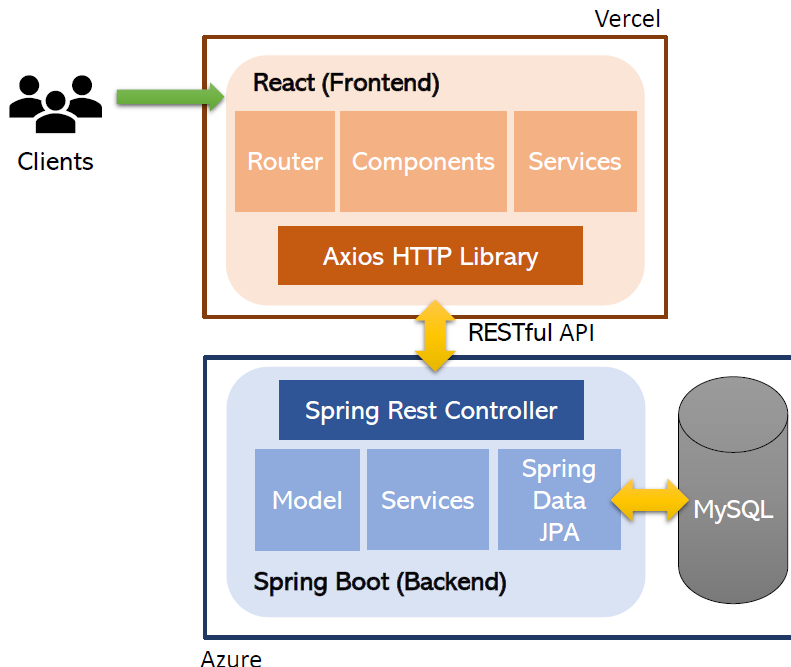 Vercel
React (Frontend)
Clients
Router
Components
Services
Axios HTTP Library
RESTful API
Spring Rest Controller
Model
Services
Spring
Data
JPA
MySQL
Spring Boot (Backend)
Azure